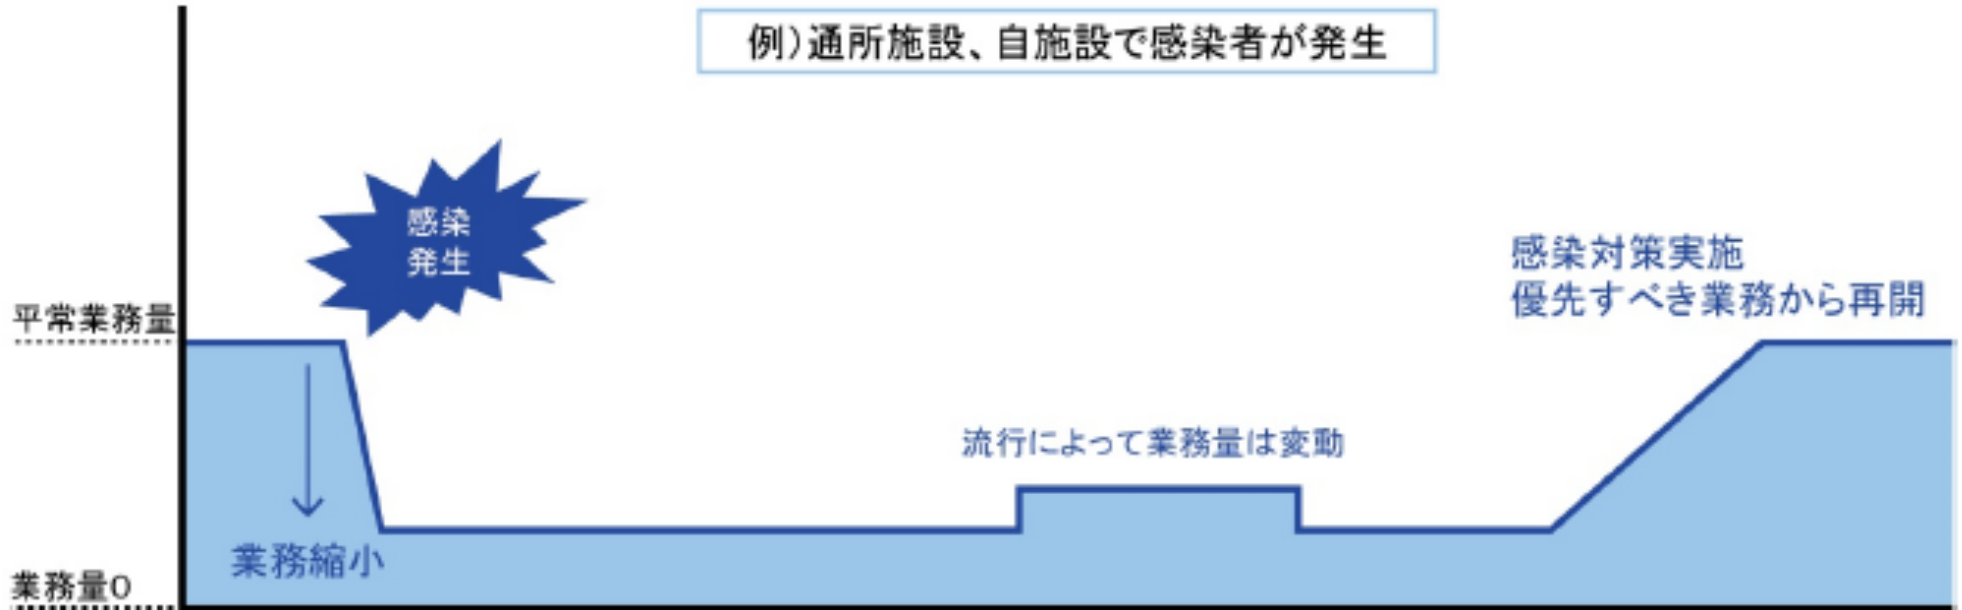 例）通所施設、自施設で感染者が発生
感染
発生
感染対策実施
優先すべき業務から再開
平常業務量
流行によって業務量は変動
業務縮小
業務量0